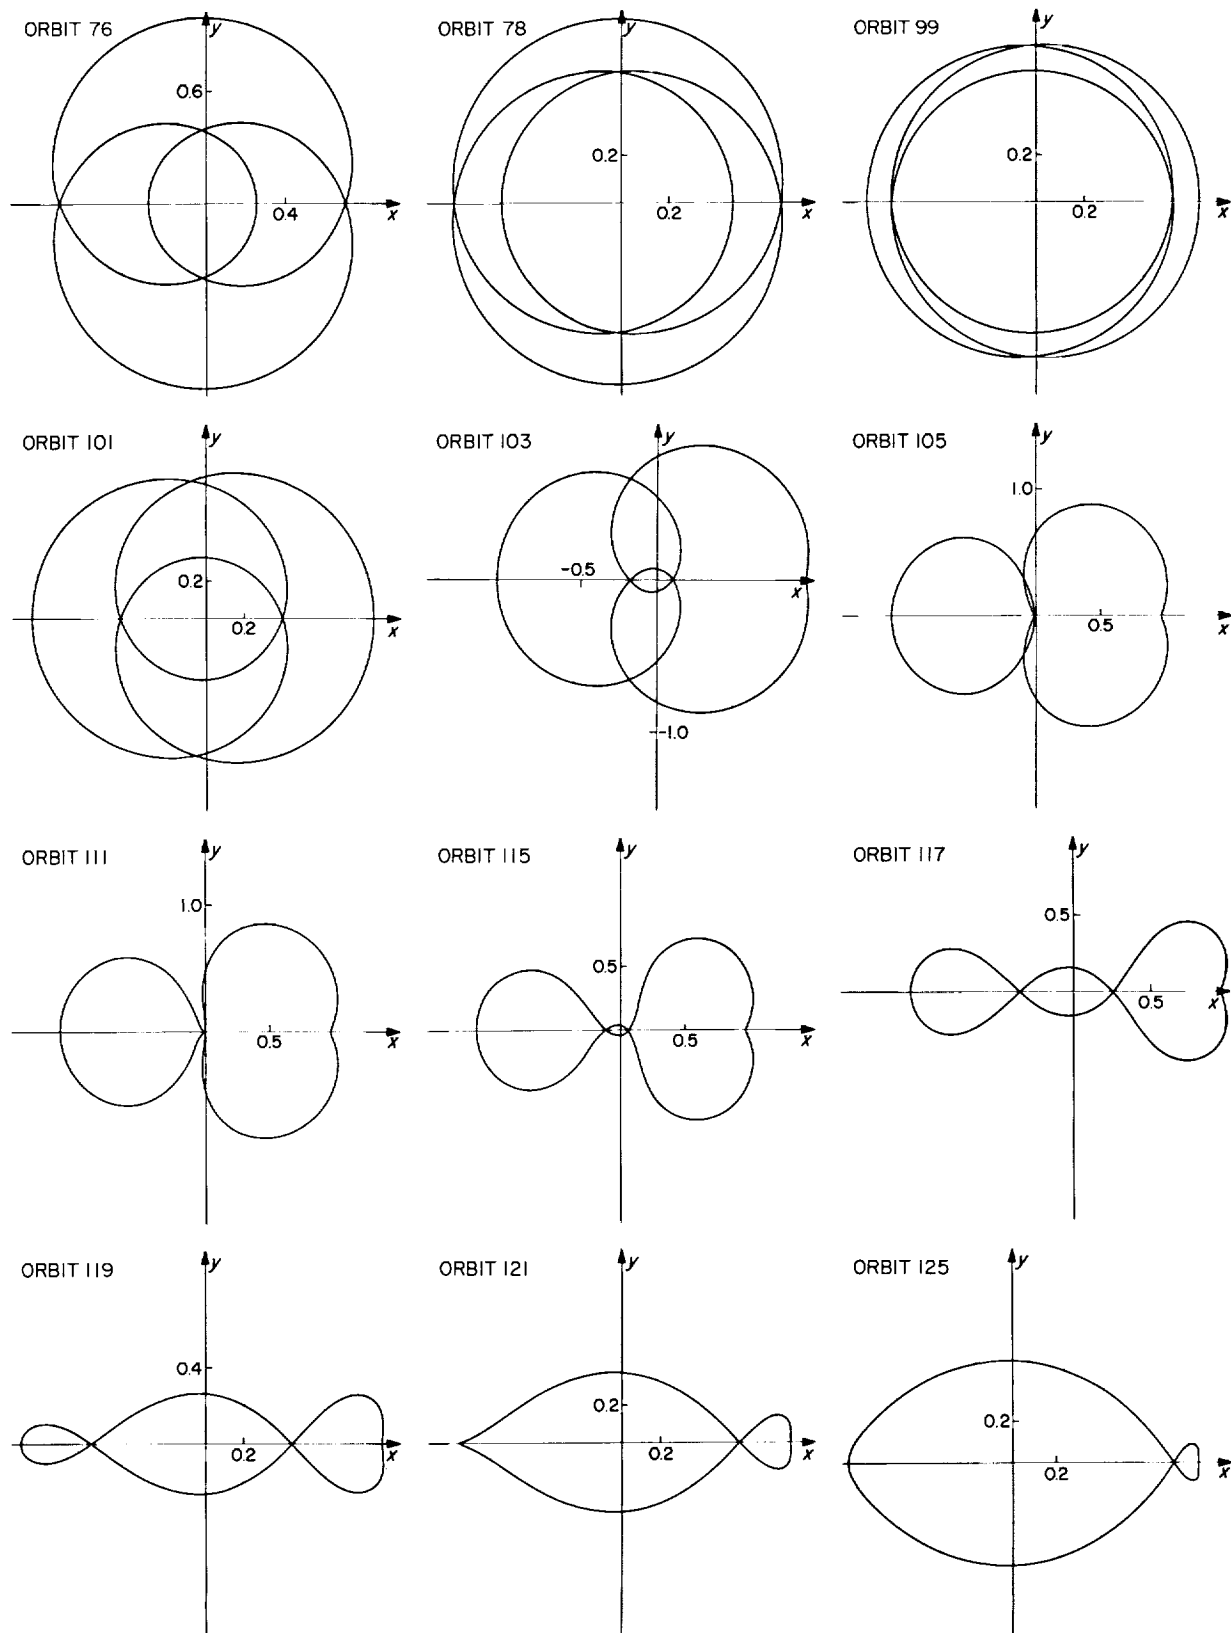 ORBIT 76
y
0.6
0.4
x
ORBIT 78
y
0.2
0.2
x
ORBIT 99
y
0.2
0.2
x
ORBIT 101
y
0.2
0.2
x
ORBIT 103
y
-0.5
x
-1.0
ORBIT 105
y
1.0
0.5
x
ORBIT 111
y
1.0
0.5
x
ORBIT 115
y
0.5
0.5
x
ORBIT 117
y
0.5
0.5
x
ORBIT 119
y
0.4
0.2
x
ORBIT 121
y
0.2
0.2
x
ORBIT 125
y
0.2
0.2
x